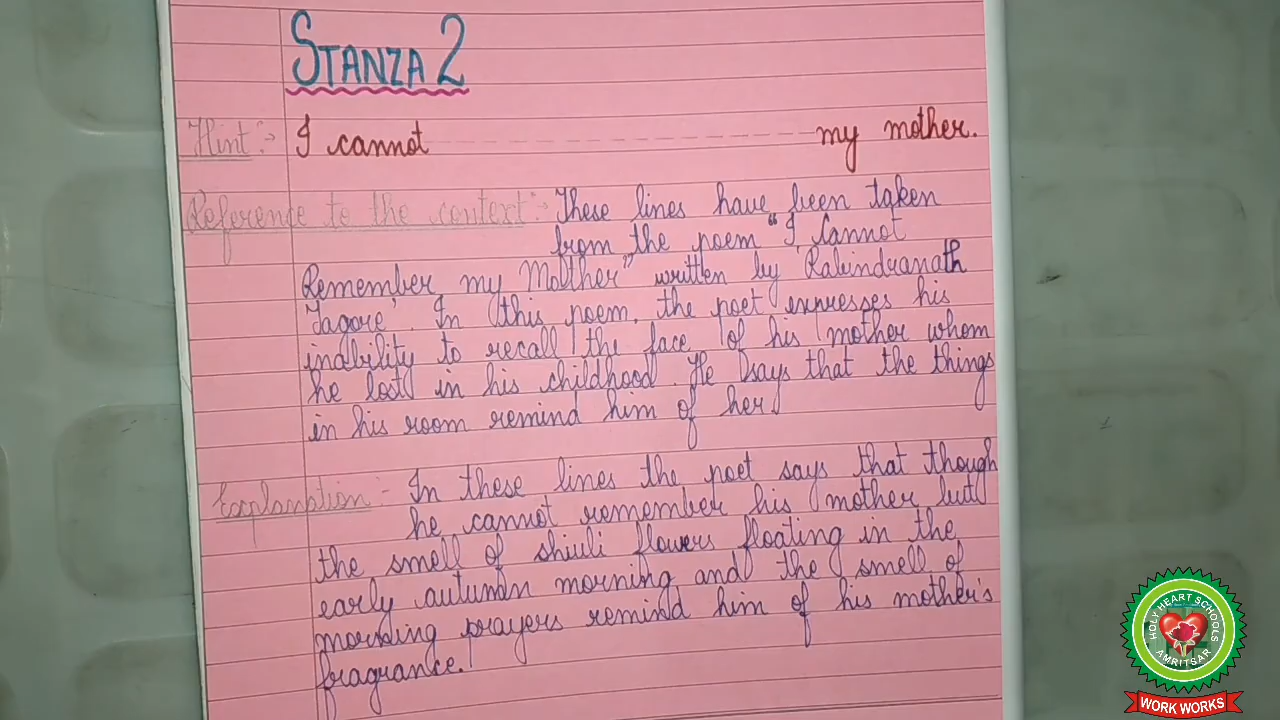 STANZA 2
Hint:- I cannot - - - - - - - - - - my mother.
Reference to the context:- These lines have been taken
from the poem "I Cannot
Remember my Mother" written by 'Rabindranath
Tagore'. In this poem, the poet expresses his
inability to recall the face of his mother whom
he lost in his childhood. He says that the things
in his room remind him of her.
Explanation:- In these lines the poet says that though
he cannot remember his mother but
the smell of shiuli flowers floating in the
early autumn morning and the smell of
morning prayers remind him of his mother's
fragrance.
HOLY HEART SCHOOLS
AMRITSAR
WORK WORKS